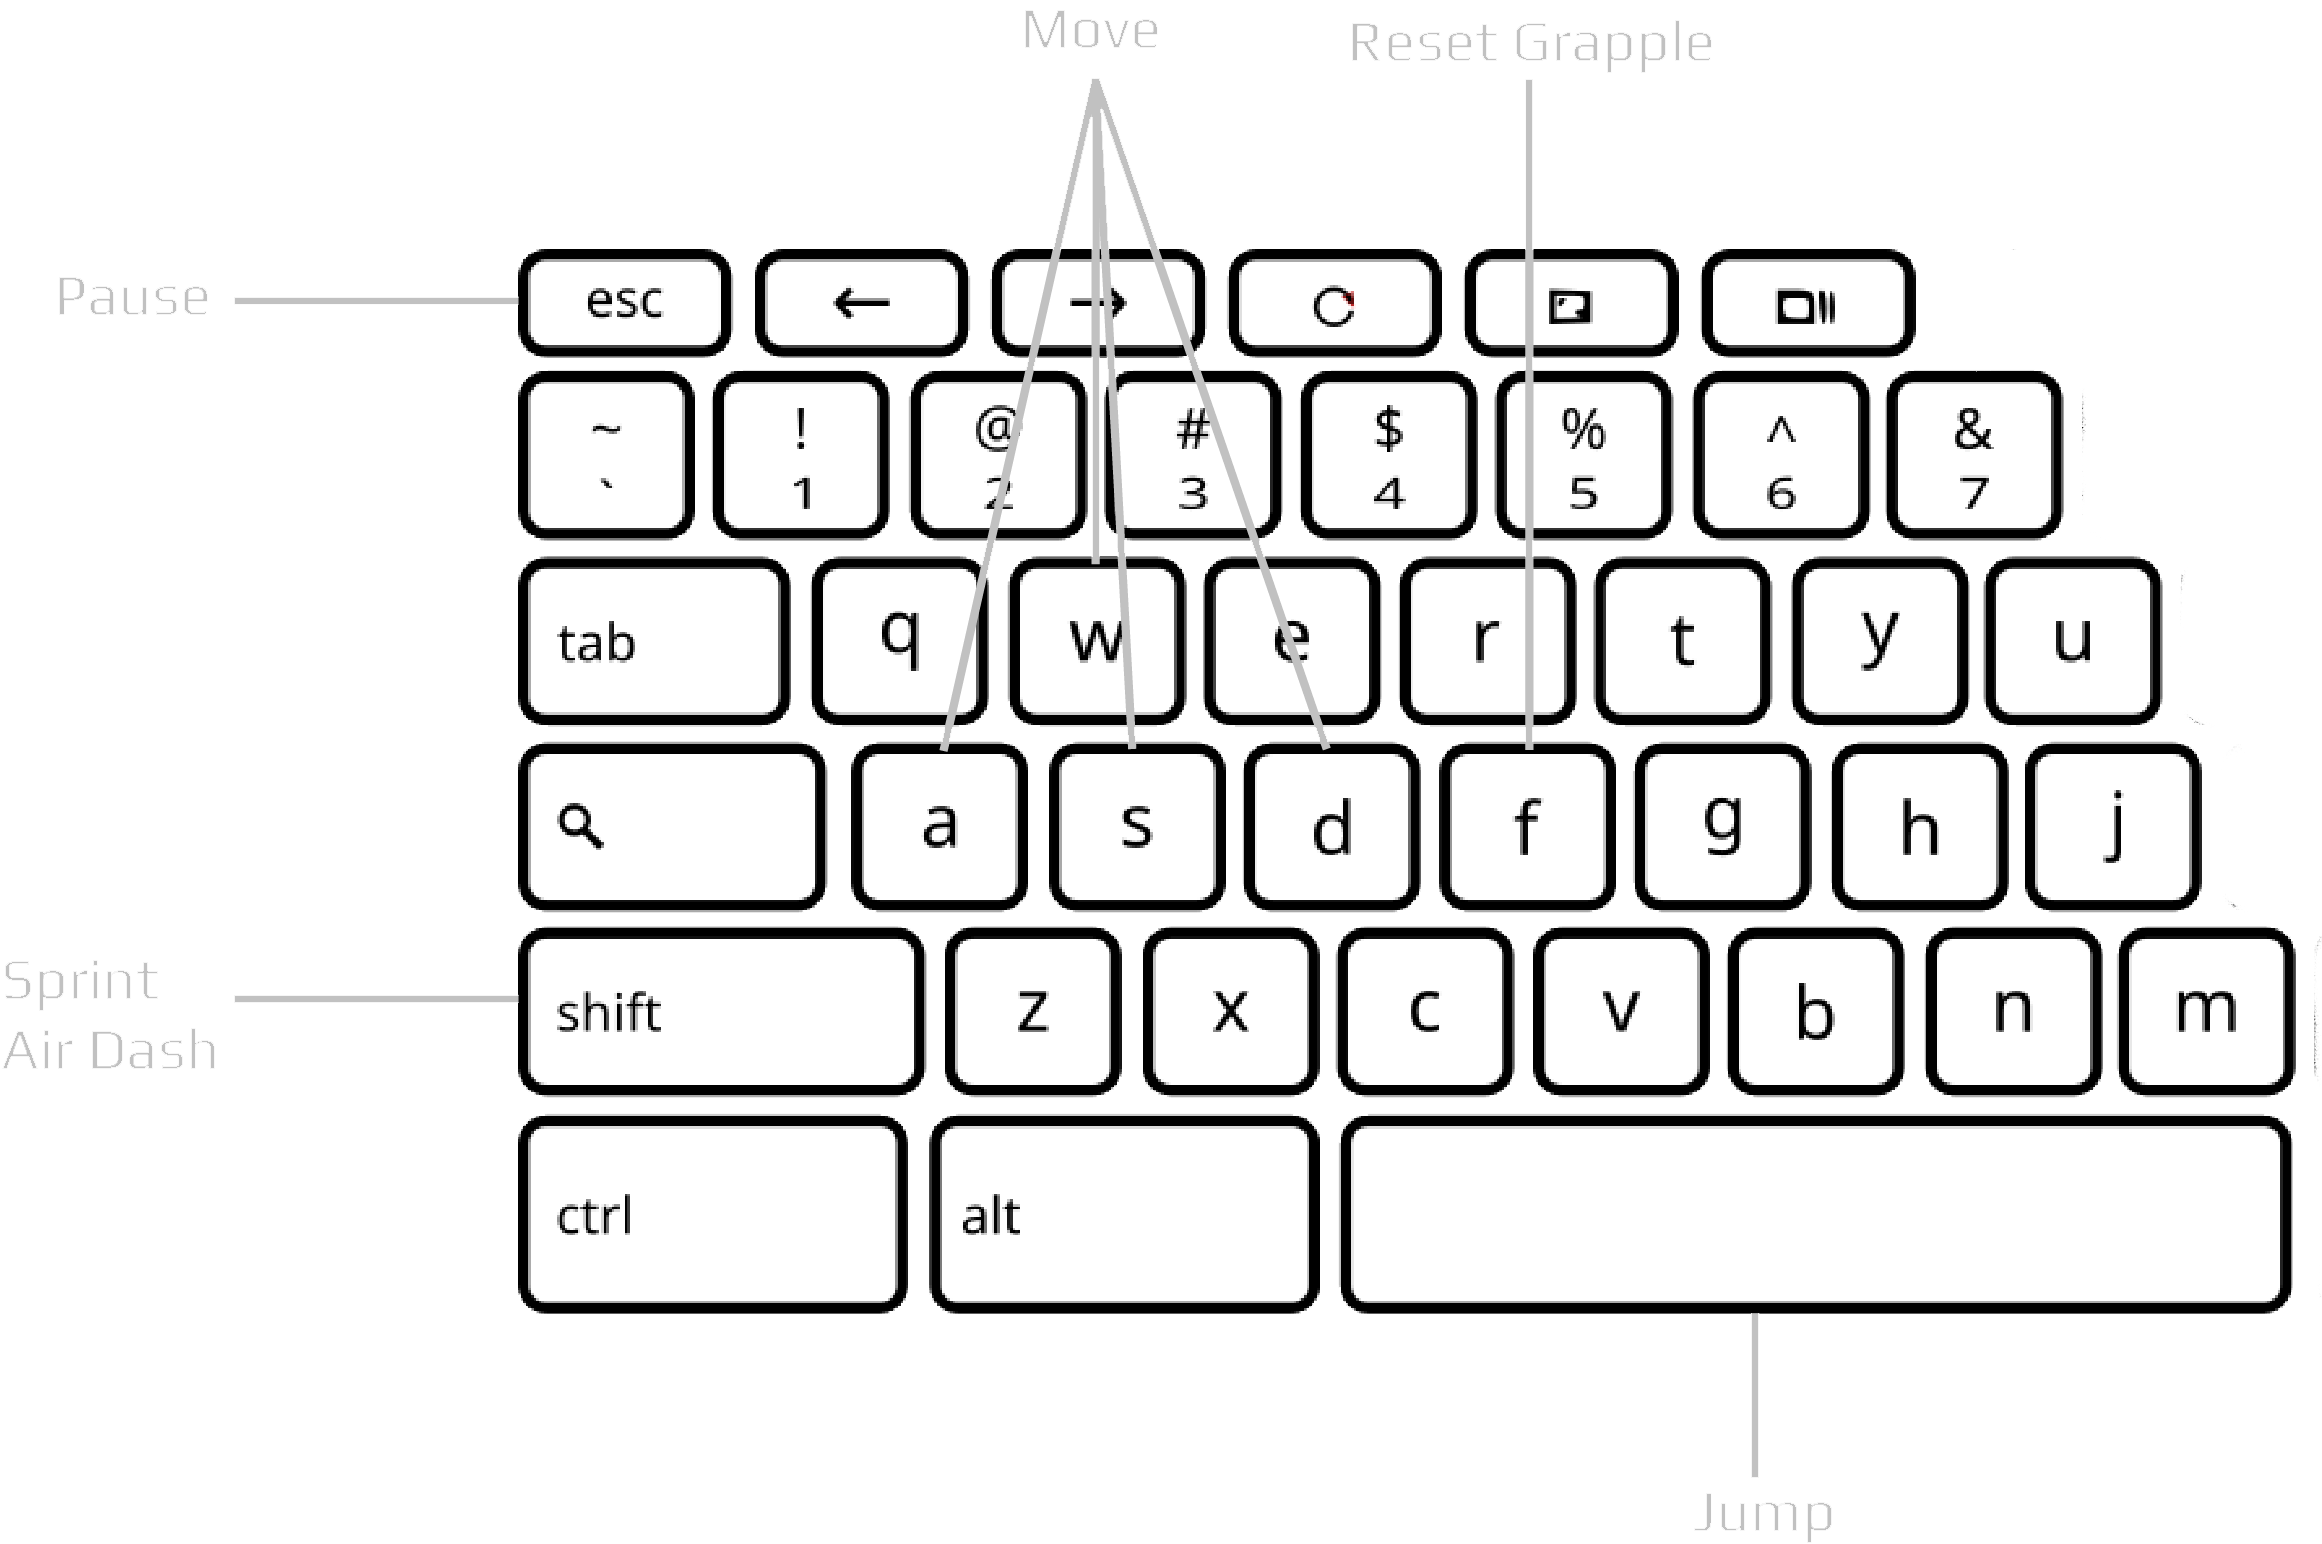 Move
Reset Grapple
Pause
esc ← →
~ ! @ # $ % ^ &
` 1 2 3 4 5 6 7
tab q w e r t y u
a s d f g h j
Sprint
Air Dash
shift z x c v b n m
ctrl alt
Jump